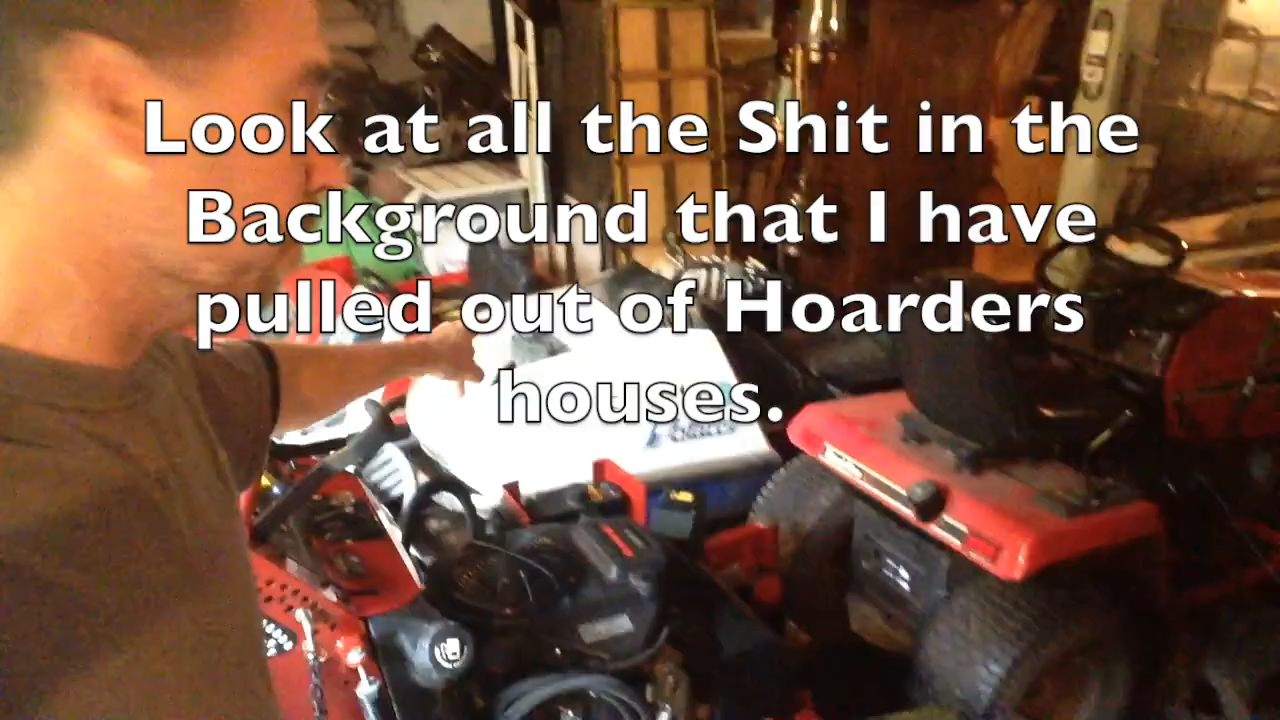 Look at all the Shit in the
Background that I have
pulled out of Hoarders
houses.